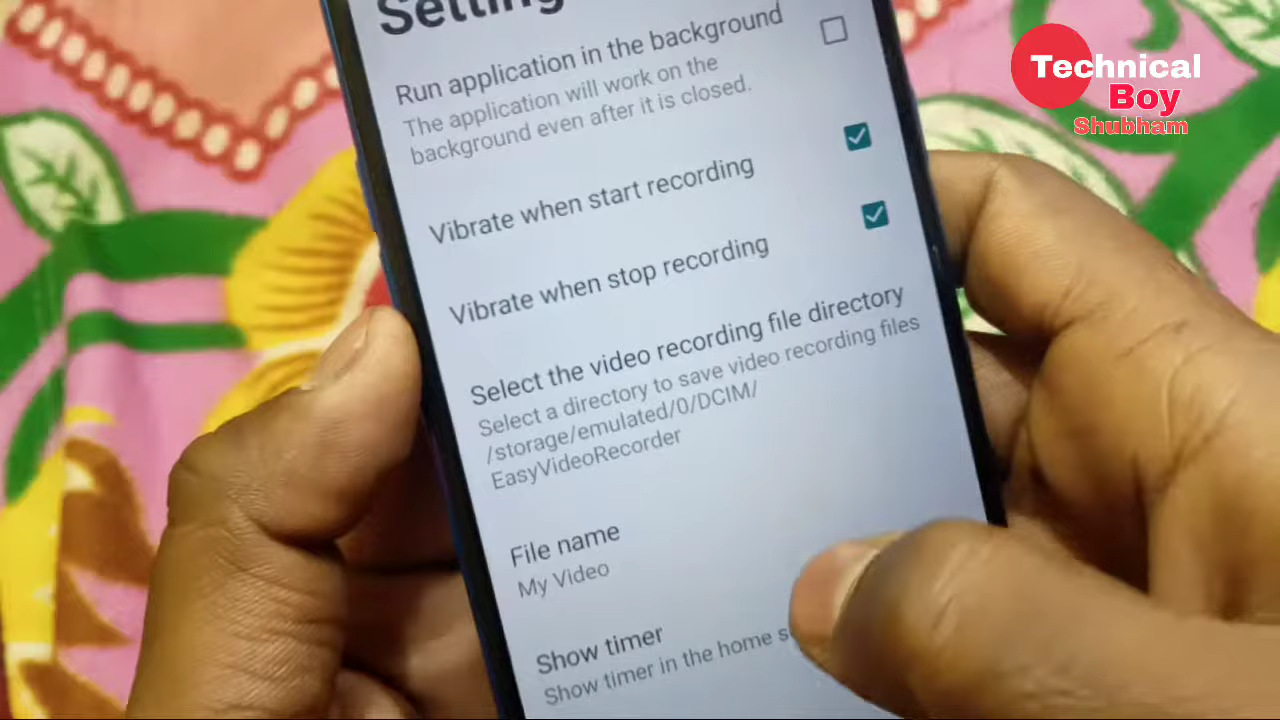 Setting
Run application in the background
The application will work on the
background even after it is closed.
Vibrate when start recording
Vibrate when stop recording
Select the video recording file directory
Select a directory to save video recording files
/storage/emulated/0/DCIM/
EasyVideoRecorder
File name
My Video
Show timer
Show timer in the home
Technical
Boy
Shubham